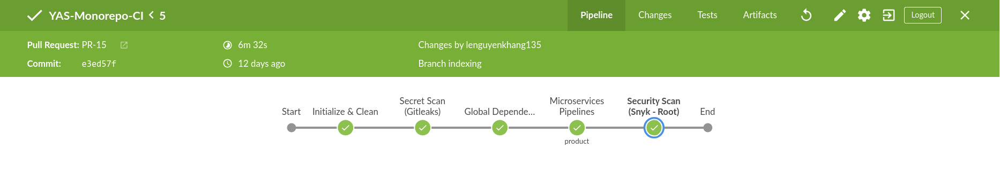 YAS-Monorepo-CI < 5
Pipeline
Changes
Tests
Artifacts
Logout
Pull Request: PR-15
6m 32s
Changes by lenguyenkhang135
Commit: e3ed57f
12 days ago
Branch indexing
Start
Initialize & Clean
Secret Scan
(Gitleaks)
Global Depende...
Microservices
Pipelines
Security Scan
(Snyk - Root)
End
product